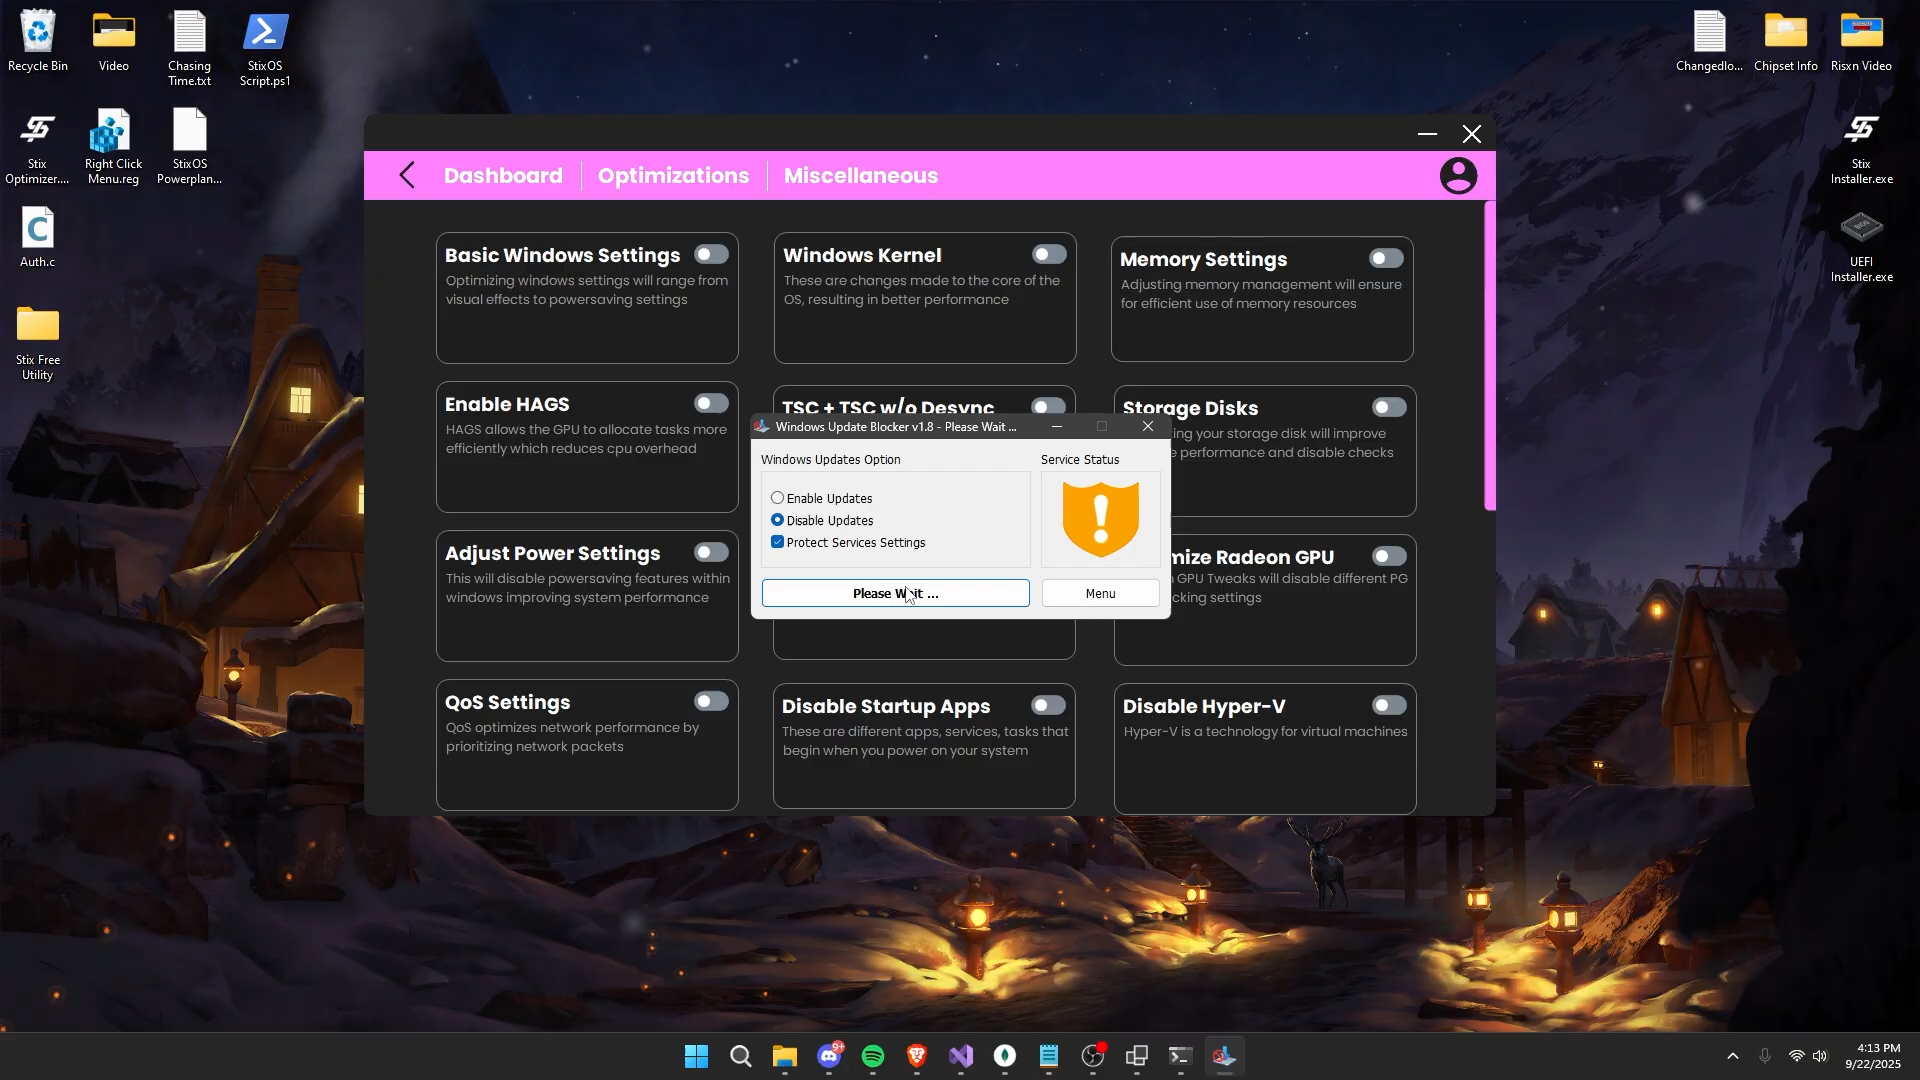 Recycle Bin
Video
Chasing
Time.txt
StixOS
Script.ps1
Changedlo...
Chipset Info
Risxn Video
Stix
Optimizer....
Right Click
Menu.reg
StixOS
Powerplan...
Stix
Installer.exe
Auth.c
UEFI
Installer.exe
Stix Free
Utility
Dashboard
Optimizations
Miscellaneous
Basic Windows Settings
Optimizing windows settings will range from
visual effects to powersaving settings
Windows Kernel
These are changes made to the core of the
OS, resulting in better performance
Memory Settings
Adjusting memory management will ensure
for efficient use of memory resources
Enable HAGS
HAGS allows the GPU to allocate tasks more
efficiently which reduces cpu overhead
TSC + TSC w/o Desync
Storage Disks
ing your storage disk will improve
performance and disable checks
Windows Update Blocker v1.8 - Please Wait ...
Windows Updates Option
Service Status
Enable Updates
Disable Updates
Protect Services Settings
Please Wait ...
Menu
Adjust Power Settings
This will disable powersaving features within
windows improving system performance
mize Radeon GPU
GPU Tweaks will disable different PG
cking settings
QoS Settings
QoS optimizes network performance by
prioritizing network packets
Disable Startup Apps
These are different apps, services, tasks that
begin when you power on your system
Disable Hyper-V
Hyper-V is a technology for virtual machines
9+
4:13 PM
9/22/2025